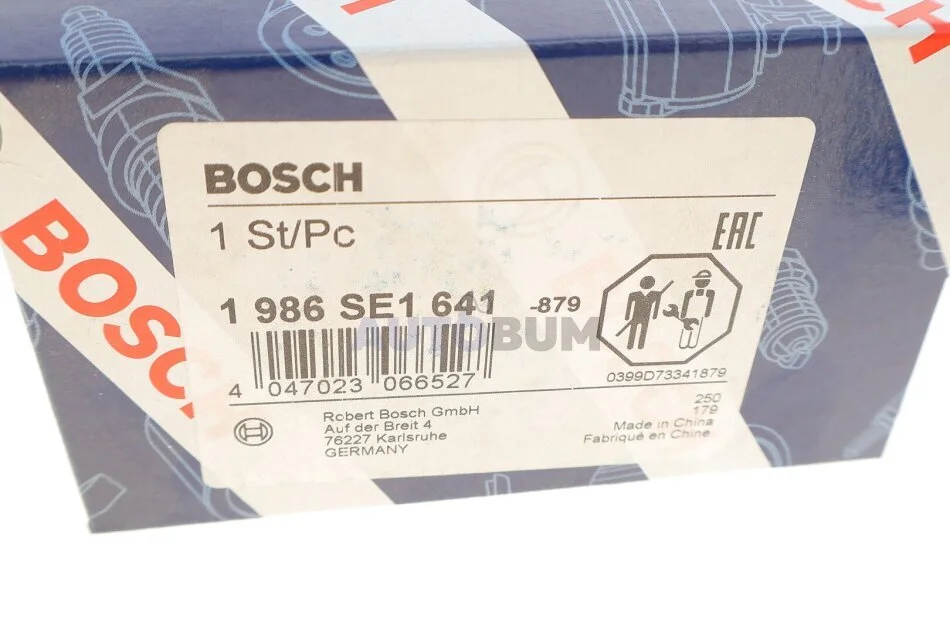 BOSCH
BOSCH
1 St/Pc
EAC
1 986 SE1 641 -879
AUTOBUM
4 047023 066527
0399D73341879
Robert Bosch GmbH
Auf der Breit 4
76227 Karlsruhe
GERMANY
250
179
Made in China
Fabriqué en Chine